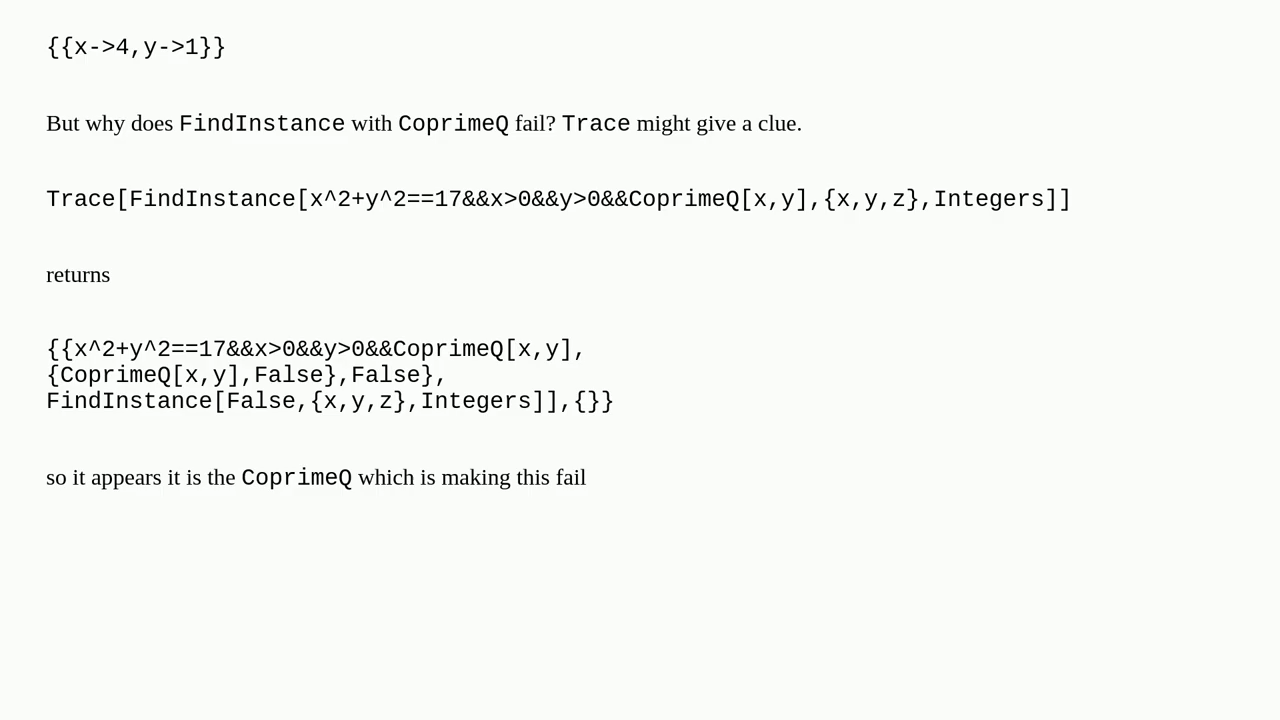 {{x->4,y->1}}
But why does FindInstance with CoprimeQ fail? Trace might give a clue.
Trace[FindInstance[x^2+y^2==17&&x>0&&y>0&&CoprimeQ[x,y],{x,y,z},Integers]]
returns
{{x^2+y^2==17&&x>0&&y>0&&CoprimeQ[x,y],
{CoprimeQ[x,y],False},False},
FindInstance[False,{x,y,z},Integers]],{}}
so it appears it is the CoprimeQ which is making this fail